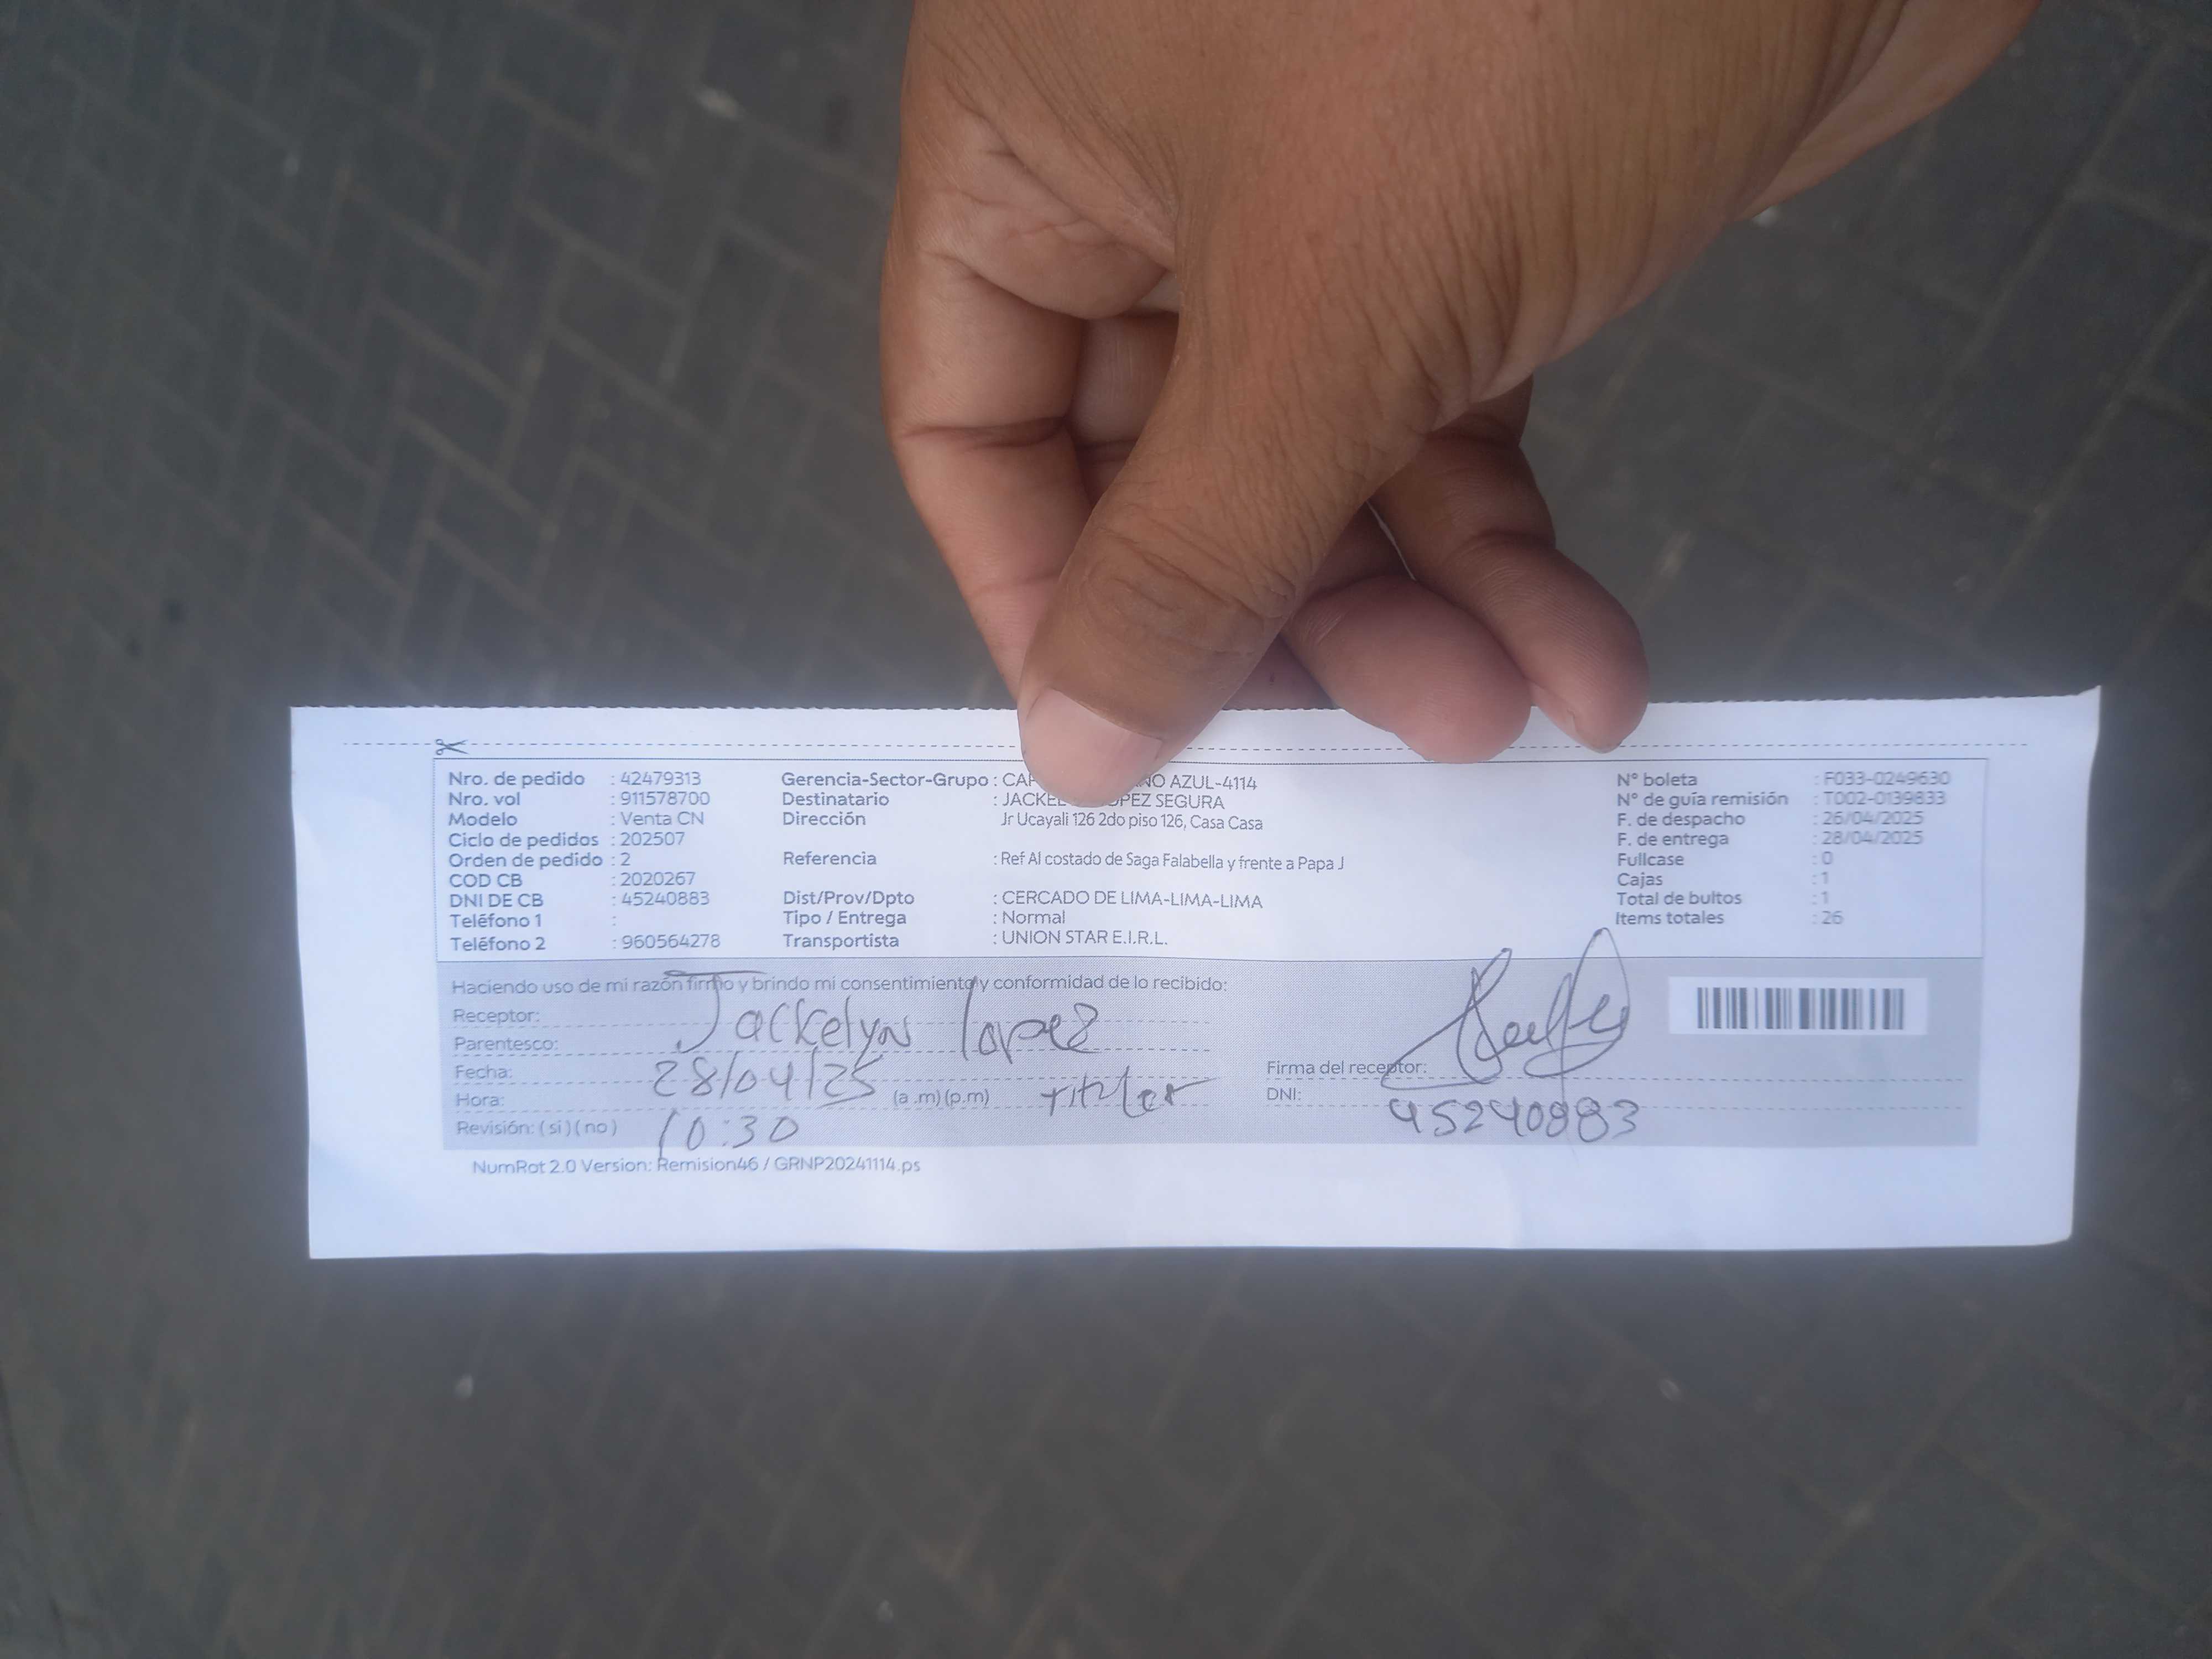 Nro. de pedido : 42479313
Nro. vol : 911578700
Modelo : Venta CN
Ciclo de pedidos : 202507
Orden de pedido : 2
COD CB : 2020267
DNI DE CB : 45240883
Teléfono 1 :
Teléfono 2 : 960564278
Gerencia-Sector-Grupo : AZUL-4114
Destinatario : SEGURA
Dirección Jr Ucayali 126 2do piso 126, Casa Casa
Referencia : Ref Al costado de Saga Falabella y frente a Papa J
Dist/Prov/Dpto : CERCADO DE LIMA-LIMA-LIMA
Tipo / Entrega : Normal
Transportista : UNION STAR E.I.R.L.
N° boleta : F033-0249630
N° de guía remisión : T002-0139833
F. de despacho : 26/04/2025
F. de entrega : 28/04/2025
Fullcase : 0
Cajas : 1
Total de bultos : 1
Items totales : 26
Haciendo uso de mi razón firmo y brindo mi consentimiento y conformidad de lo recibido:
Receptor: Jackelyn lopez
Parentesco:
Fecha: 28/04/25
Hora: (a .m) (p.m) titular
Revisión: ( si ) ( no ) 10:30
Firma del receptor:
DNI: 45240883
NumRot 2.0 Version: Remision46 / GRNP20241114.ps